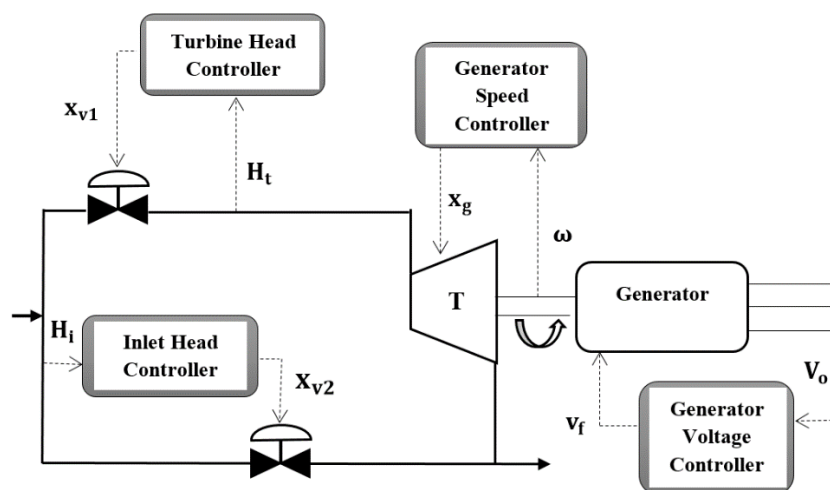 Turbine Head
Controller
Generator
Speed
Controller
x_v1
H_t
x_g
ω
T
Generator
H_i
Inlet Head
Controller
x_v2
V_o
v_f
Generator
Voltage
Controller